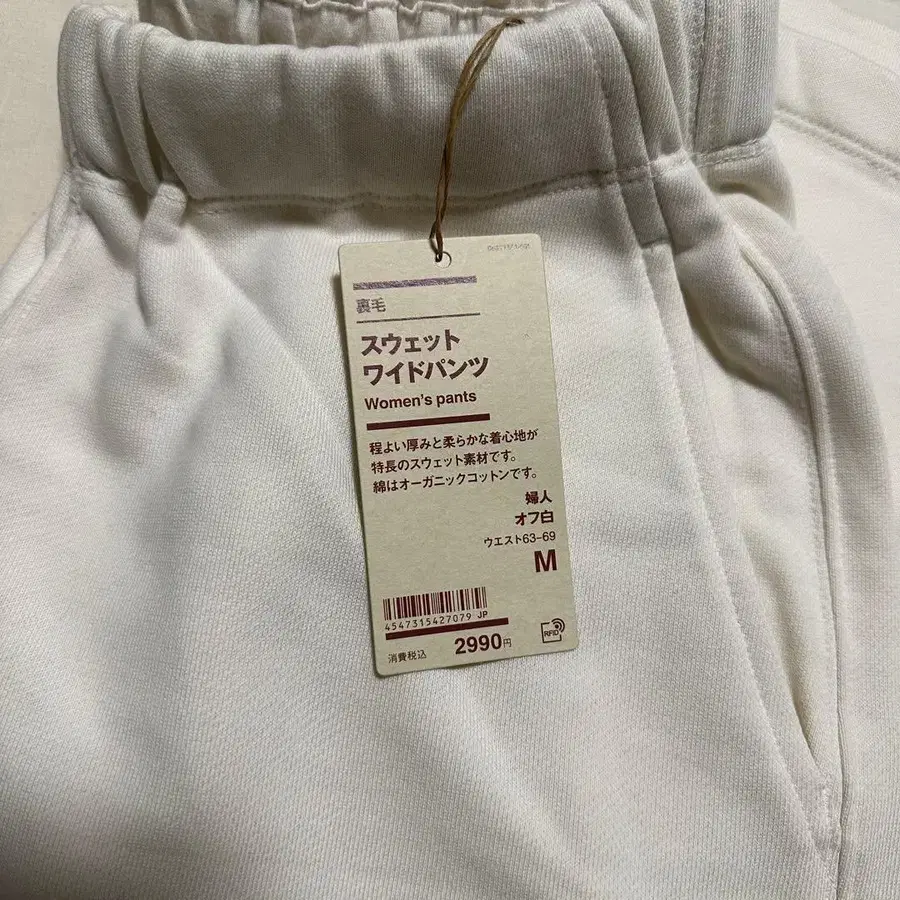 裏毛
スウェット
ワイドパンツ
Women's pants
程よい厚みと柔らかな着心地が
特長のスウェット素材です。
綿はオーガニックコットンです。
婦人
オフ白
ウエスト63-69
M
4547315427079 JP
消費税込 2990円
RFID